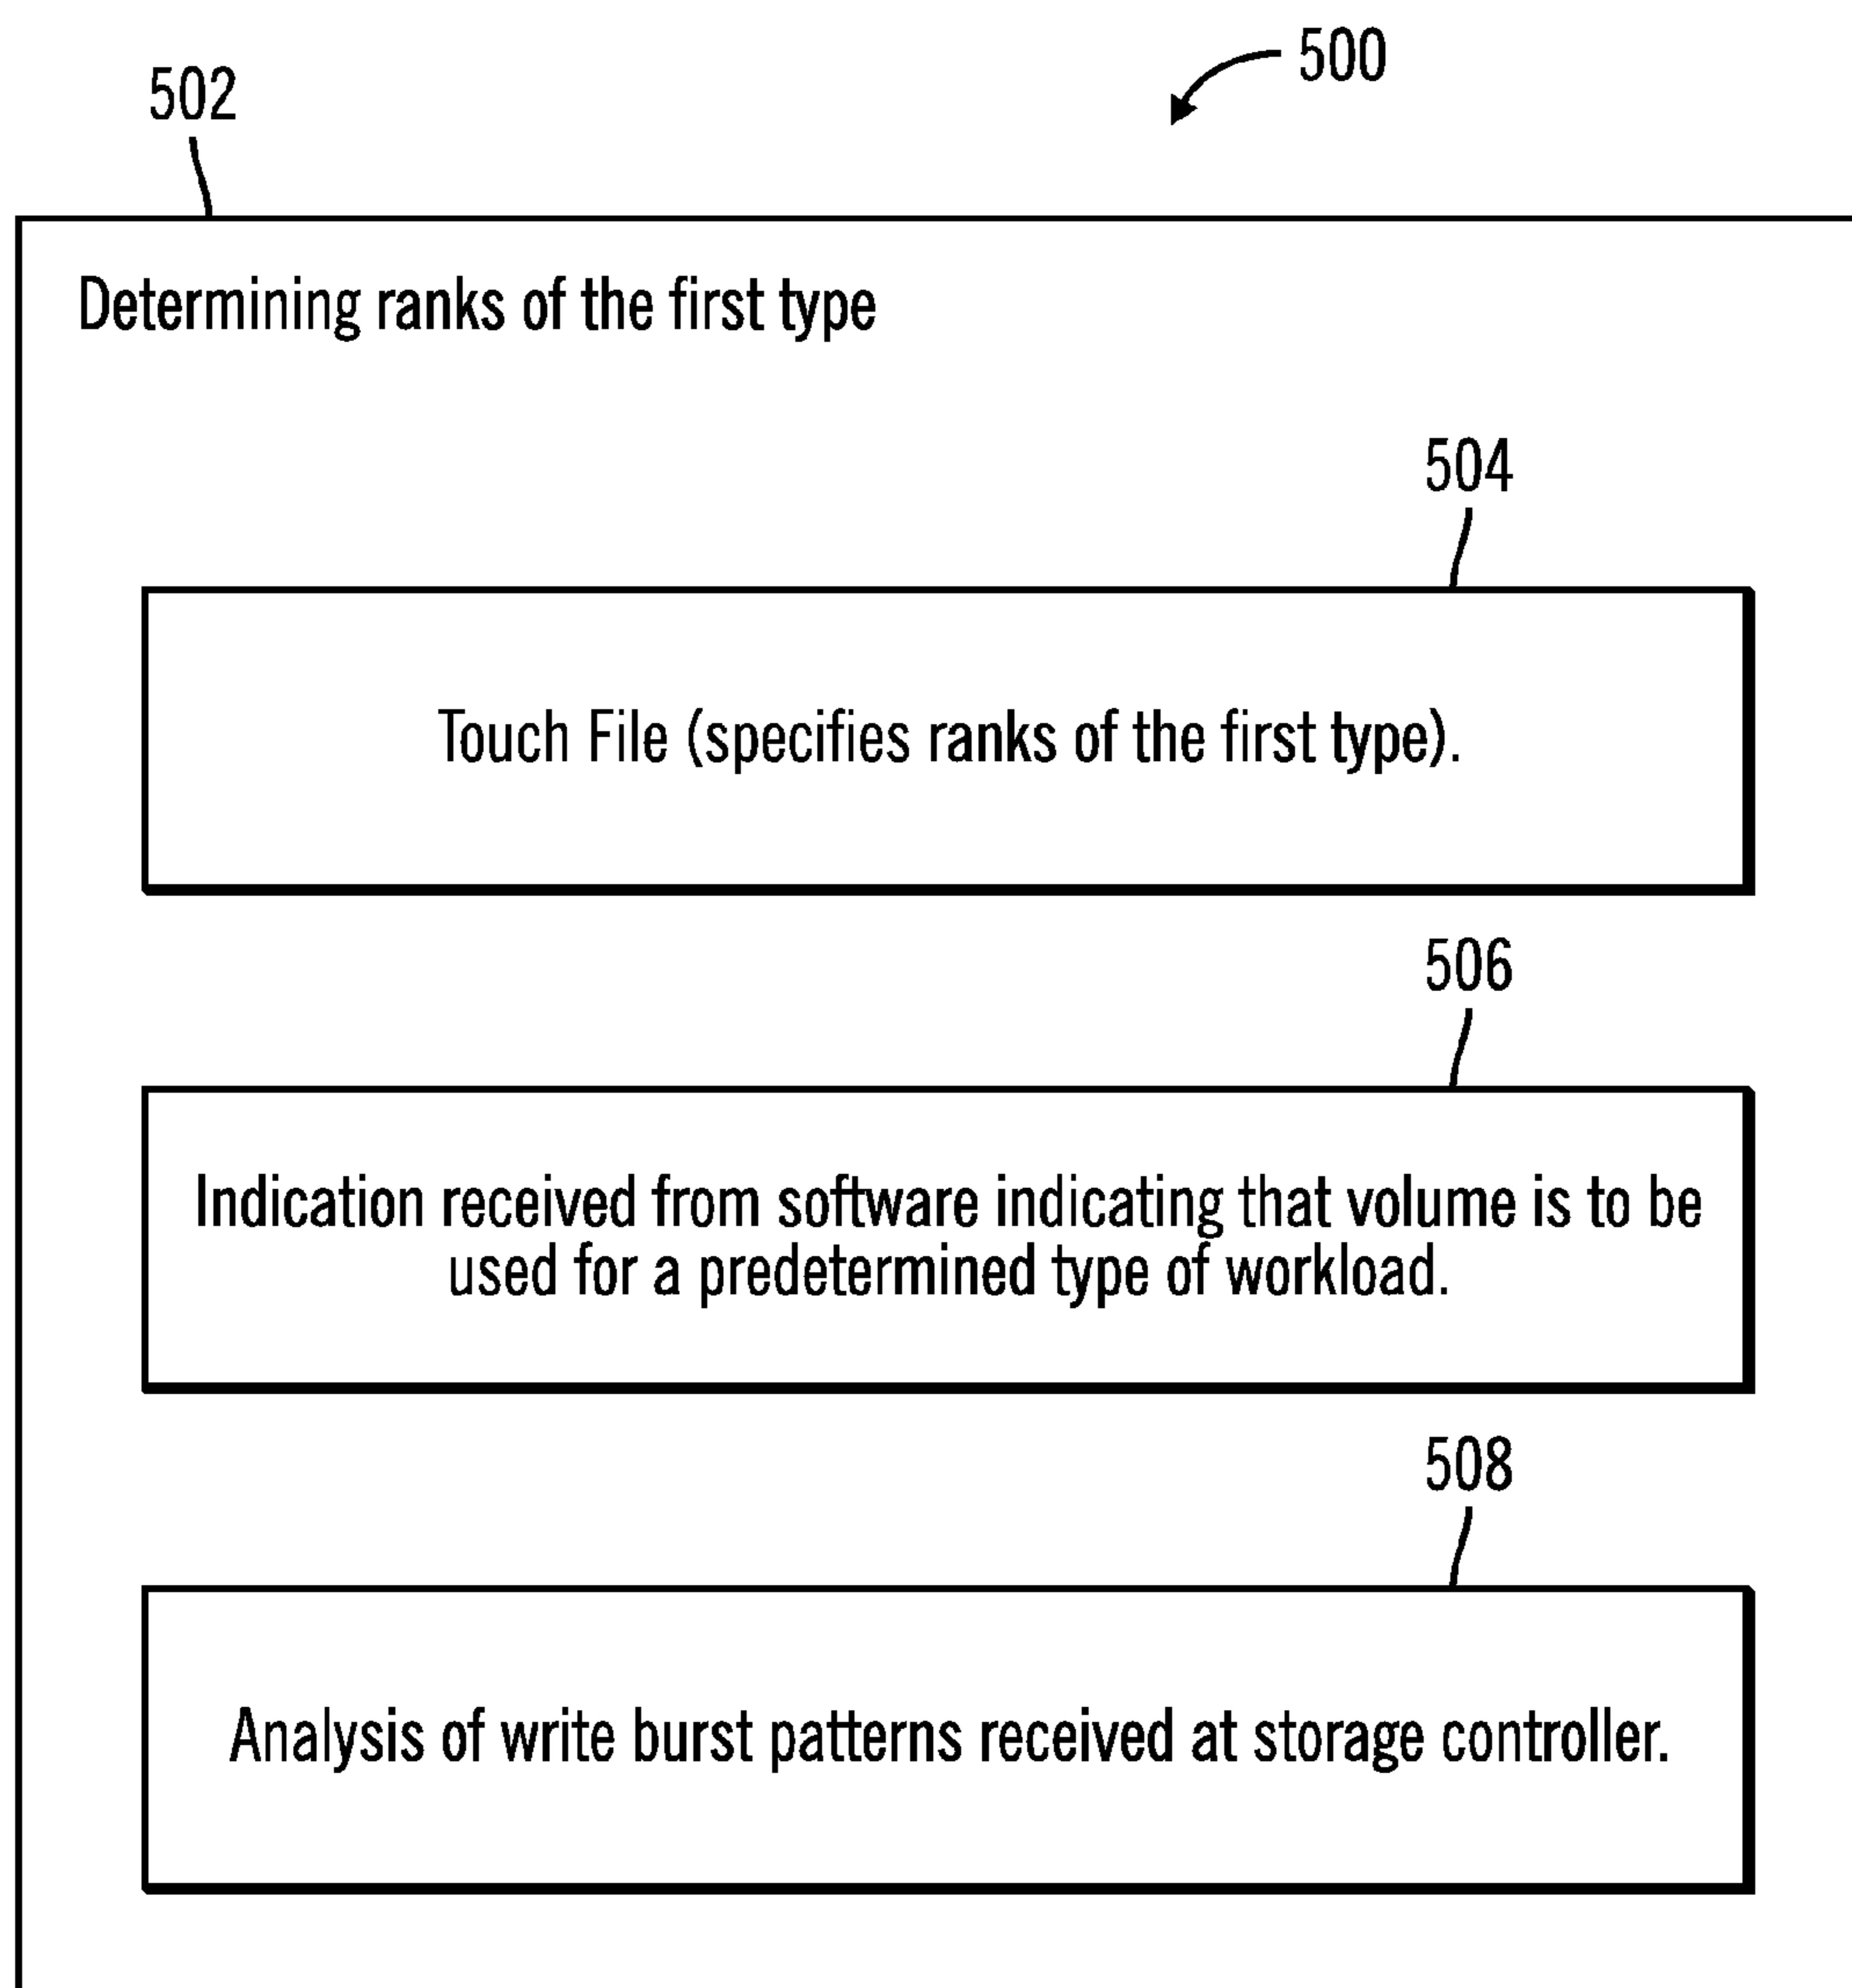 500
502
Determining ranks of the first type
504
Touch File (specifies ranks of the first type).
506
Indication received from software indicating that volume is to be
used for a predetermined type of workload.
508
Analysis of write burst patterns received at storage controller.